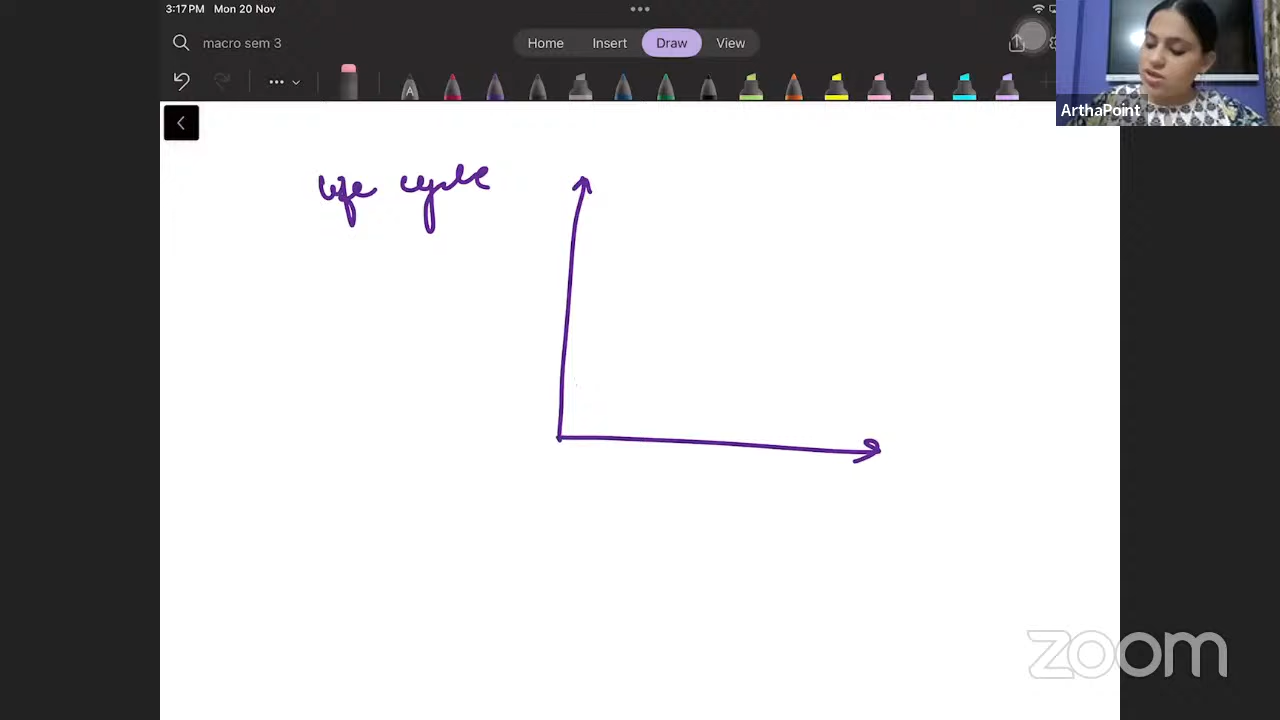 3:17 PM Mon 20 Nov
macro sem 3
Home Insert Draw View
A
ArthaPoint
life cycle
zoom